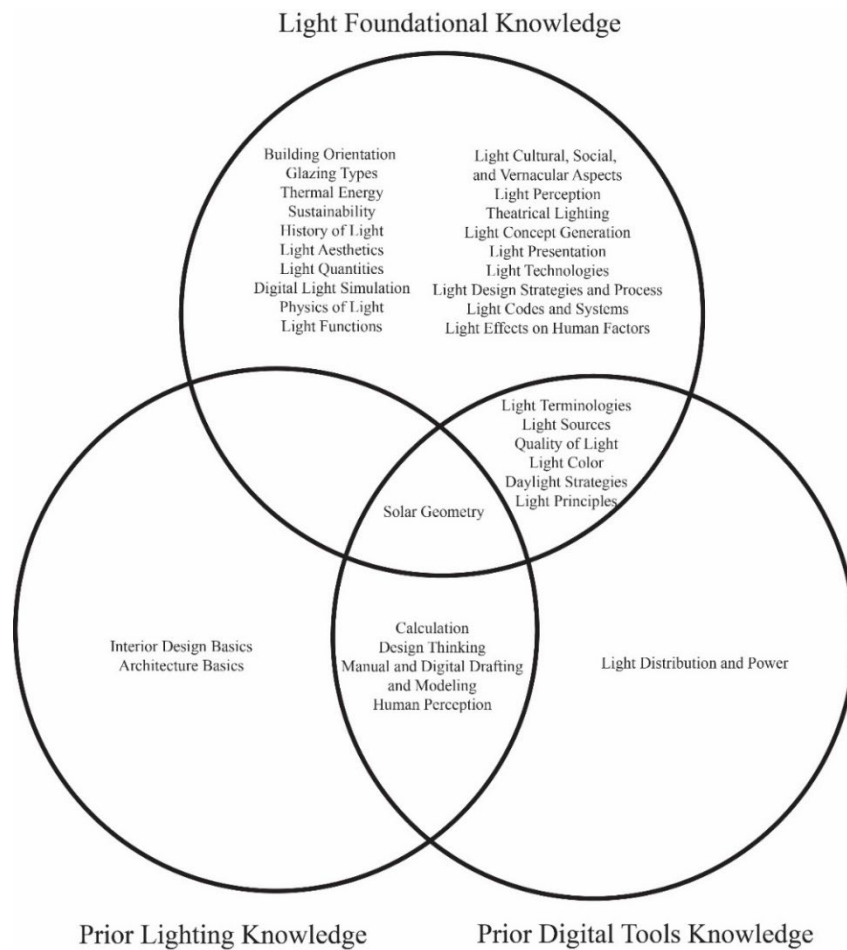 Light Foundational Knowledge
Building Orientation
Glazing Types
Thermal Energy
Sustainability
History of Light
Light Aesthetics
Light Quantities
Digital Light Simulation
Physics of Light
Light Functions
Light Cultural, Social,
and Vernacular Aspects
Light Perception
Theatrical Lighting
Light Concept Generation
Light Presentation
Light Technologies
Light Design Strategies and Process
Light Codes and Systems
Light Effects on Human Factors
Light Terminologies
Light Sources
Quality of Light
Light Color
Daylight Strategies
Light Principles
Solar Geometry
Interior Design Basics
Architecture Basics
Calculation
Design Thinking
Manual and Digital Drafting
and Modeling
Human Perception
Light Distribution and Power
Prior Lighting Knowledge
Prior Digital Tools Knowledge